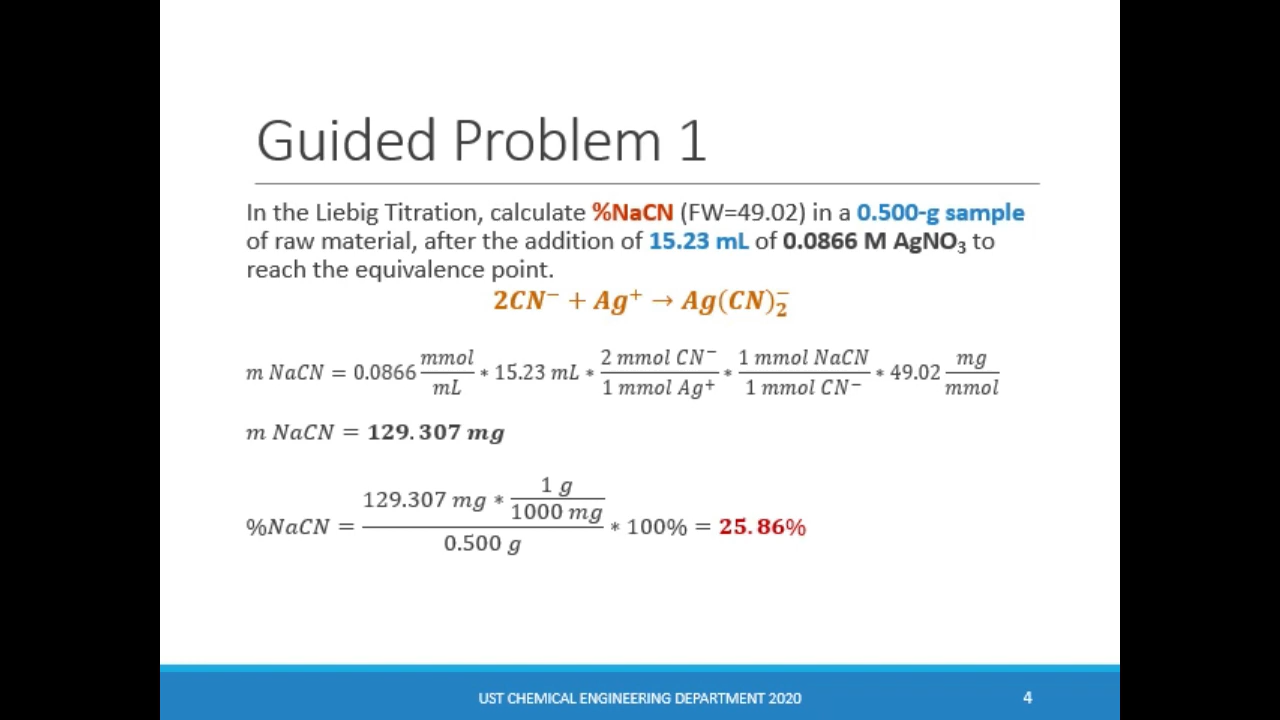 Guided Problem 1
In the Liebig Titration, calculate %NaCN (FW=49.02) in a 0.500-g sample
of raw material, after the addition of 15.23 mL of 0.0866 M AgNO₃ to
reach the equivalence point.
2CN⁻ + Ag⁺ → Ag(CN)₂⁻
m NaCN = 0.0866 mmol/mL * 15.23 mL * 2 mmol CN⁻/1 mmol Ag⁺ * 1 mmol NaCN/1 mmol CN⁻ * 49.02 mg/mmol
m NaCN = 129.307 mg
%NaCN = (129.307 mg * 1 g/1000 mg)/0.500 g * 100% = 25.86%
UST CHEMICAL ENGINEERING DEPARTMENT 2020 4